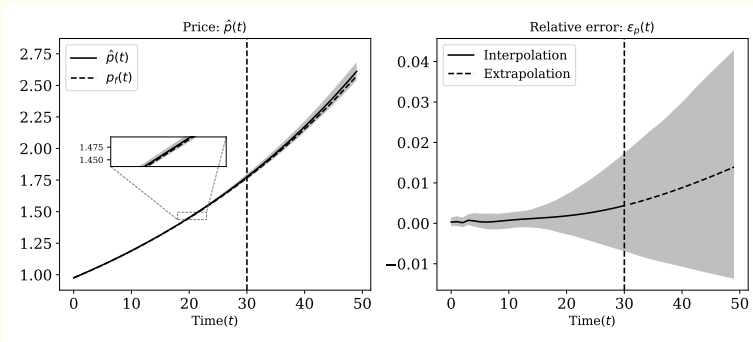 Price: p̂(t)
2.75
2.50
2.25
2.00
1.75
1.50
1.25
1.00
p̂(t)
p_f(t)
1.475
1.450
0 10 20 30 40 50
Time(t)
Relative error: ε_p(t)
0.04
0.03
0.02
0.01
0.00
−0.01
Interpolation
Extrapolation
0 10 20 30 40 50
Time(t)